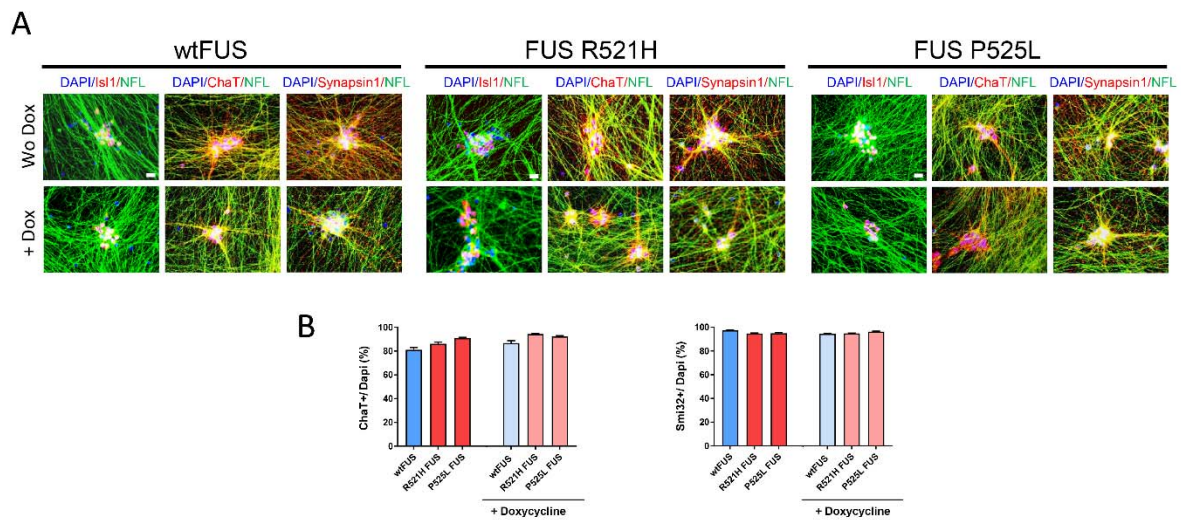 A
wtFUS
FUS R521H
FUS P525L
DAPI/Isl1/NFL DAPI/ChaT/NFL DAPI/Synapsin1/NFL
DAPI/Isl1/NFL DAPI/ChaT/NFL DAPI/Synapsin1/NFL
DAPI/Isl1/NFL DAPI/ChaT/NFL DAPI/Synapsin1/NFL
Wo Dox
+ Dox
B
ChaT+/ Dapi (%)
100
80
60
40
20
0
wtFUS
R521H FUS
P525L FUS
wtFUS
R521H FUS
P525L FUS
+ Doxycycline
Smi32+/ Dapi (%)
100
80
60
40
20
0
wtFUS
R521H FUS
P525L FUS
wtFUS
R521H FUS
P525L FUS
+ Doxycycline